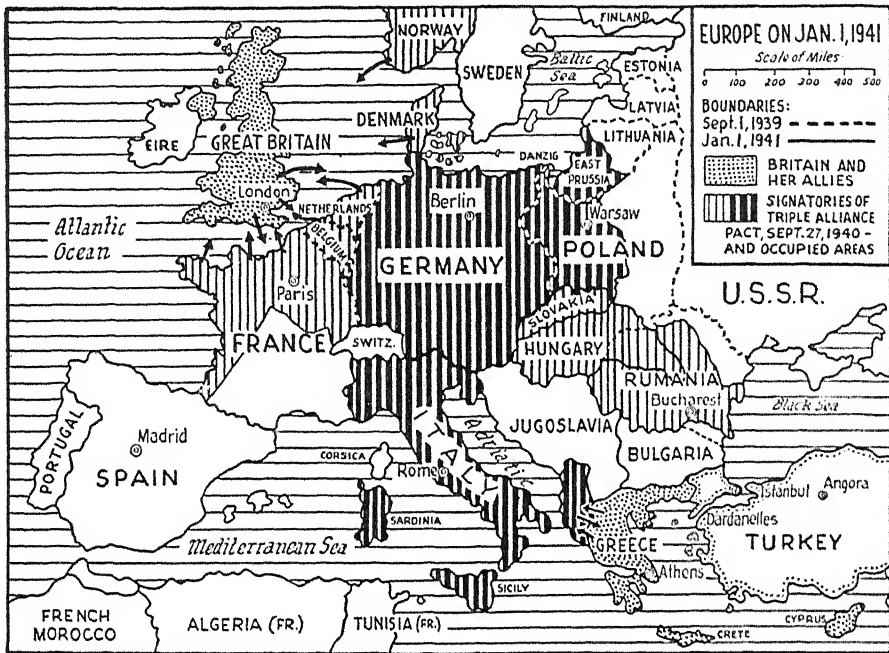 EUROPE ON JAN. 1, 1941
Scale of Miles
0 100 200 300 400 500
BOUNDARIES:
Sept. 1, 1939
Jan. 1, 1941
BRITAIN AND
HER ALLIES
SIGNATORIES OF
TRIPLE ALLIANCE
PACT, SEPT. 27, 1940 -
AND OCCUPIED AREAS
NORWAY
FINLAND
SWEDEN
Baltic
Sea
ESTONIA
LATVIA
LITHUANIA
DENMARK
EIRE
GREAT BRITAIN
London
DANZIG
EAST
PRUSSIA
NETHERLANDS
Berlin
Warsaw
BELGIUM
Atlantic
Ocean
GERMANY
POLAND
Paris
U.S.S.R.
SLOVAKIA
FRANCE
SWITZ.
HUNGARY
RUMANIA
Bucharest
Black Sea
JUGOSLAVIA
BULGARIA
ITALY
Adriatic
PORTUGAL
Madrid
SPAIN
CORSICA
Rome
SARDINIA
Istanbul
Angora
Dardanelles
TURKEY
GREECE
Athens
Mediterranean Sea
SICILY
FRENCH
MOROCCO
ALGERIA (FR.)
TUNISIA (FR.)
CRETE
CYPRUS